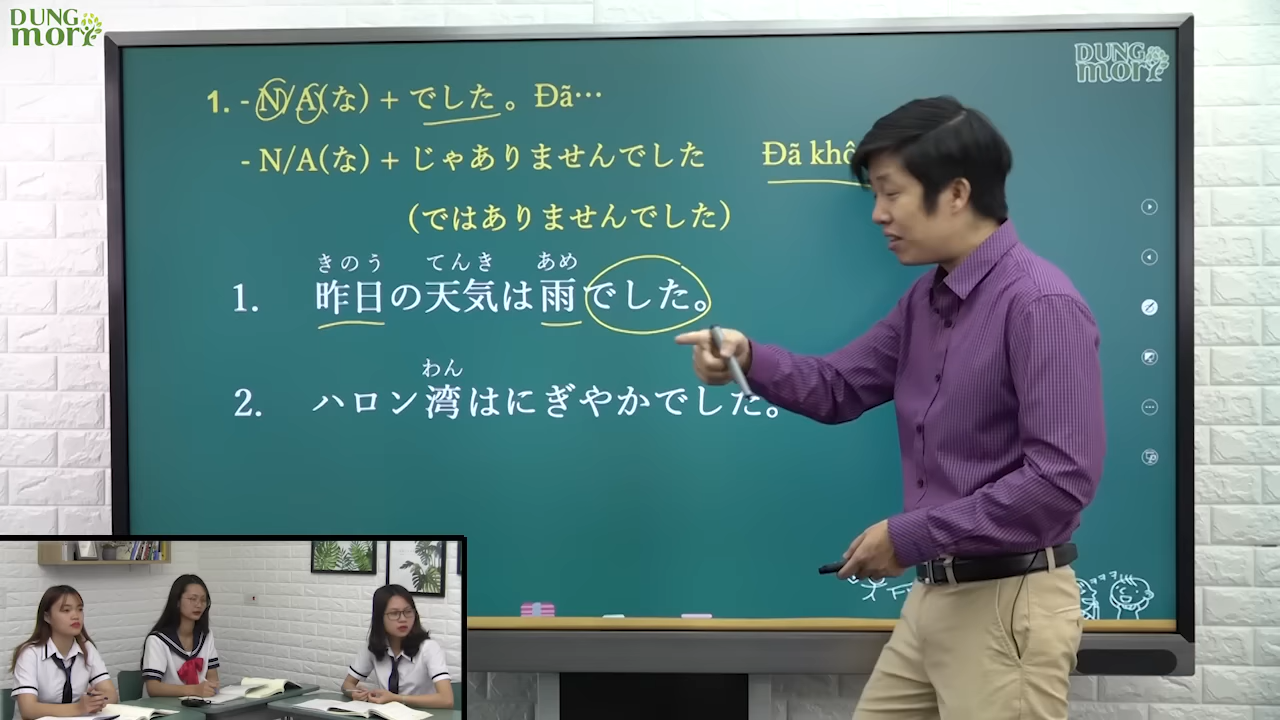 DUNG
mori
DUNG
mori
1. - N/A(な) + でした 。Đã…
- N/A(な) + じゃありませんでした Đã khô
(ではありませんでした)
きのう てんき あめ
1. 昨日の天気は雨でした。
わん
2. ハロン湾はにぎやかでした。